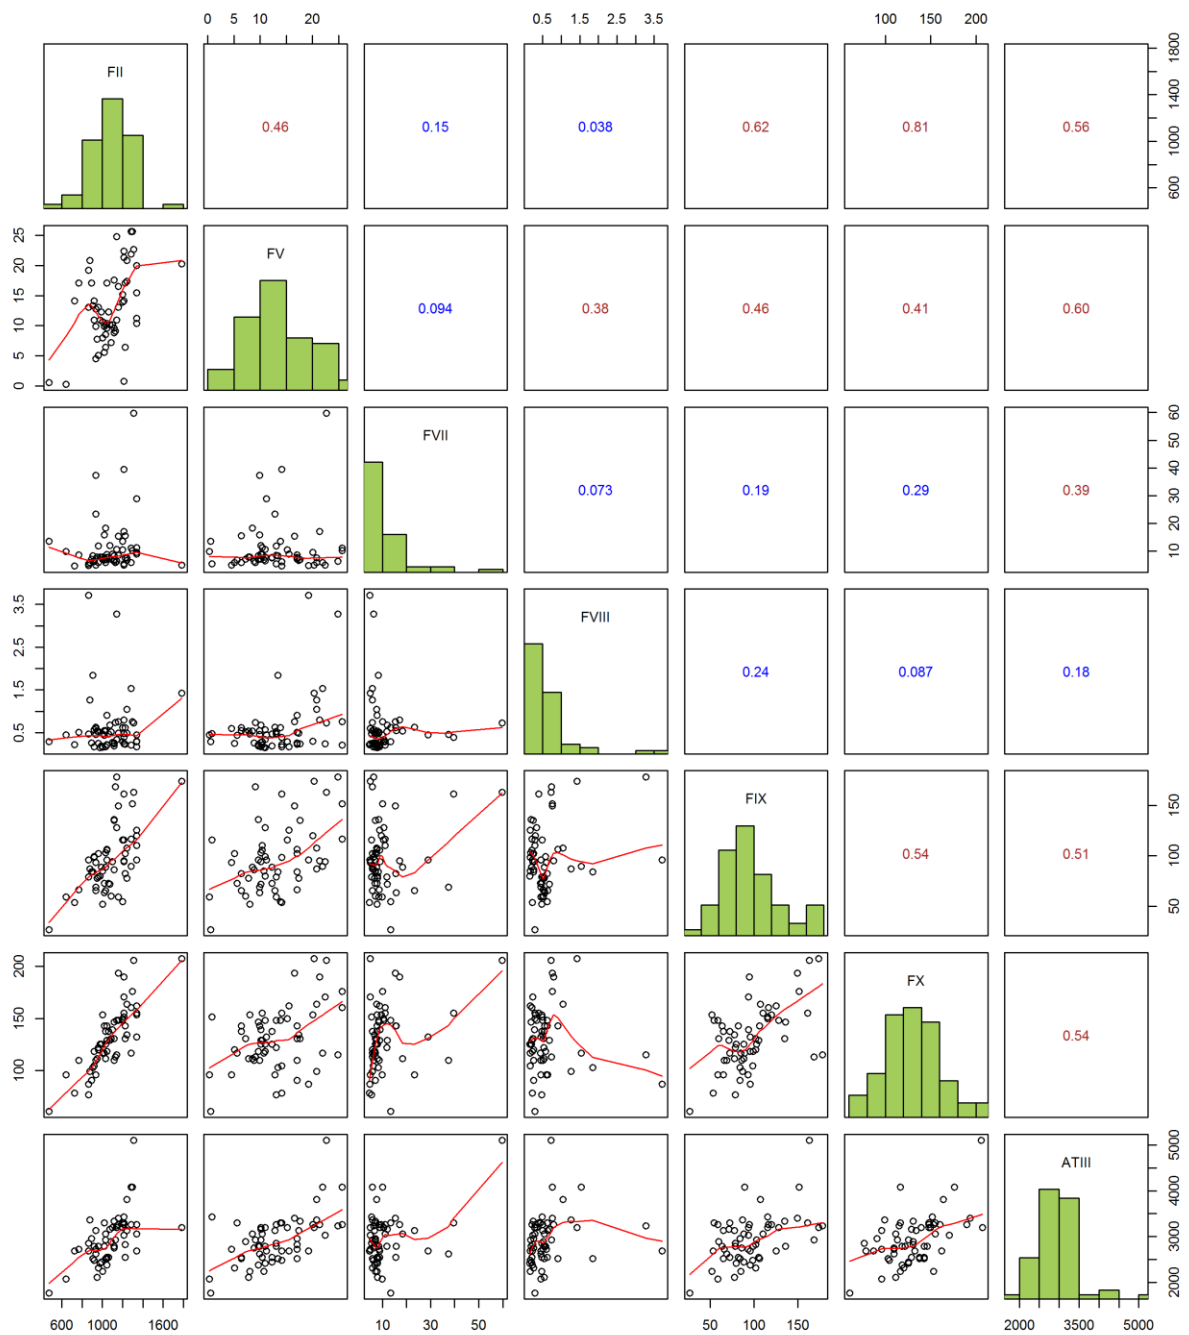 0 5 10 20 0.5 1.5 2.5 3.5 100 150 200
FII 0.46 0.15 0.038 0.62 0.81 0.56 600 1000 1400 1800
0 5 10 15 20 25 FV 0.094 0.38 0.46 0.41 0.60
FVII 0.073 0.19 0.29 0.39 10 20 30 40 50 60
0.5 1.5 2.5 3.5 FVIII 0.24 0.087 0.18
FIX 0.54 0.51 50 100 150
100 150 200 FX 0.54
ATIII 2000 3000 4000 5000
600 1000 1600 10 30 50 50 100 150 2000 3500 5000